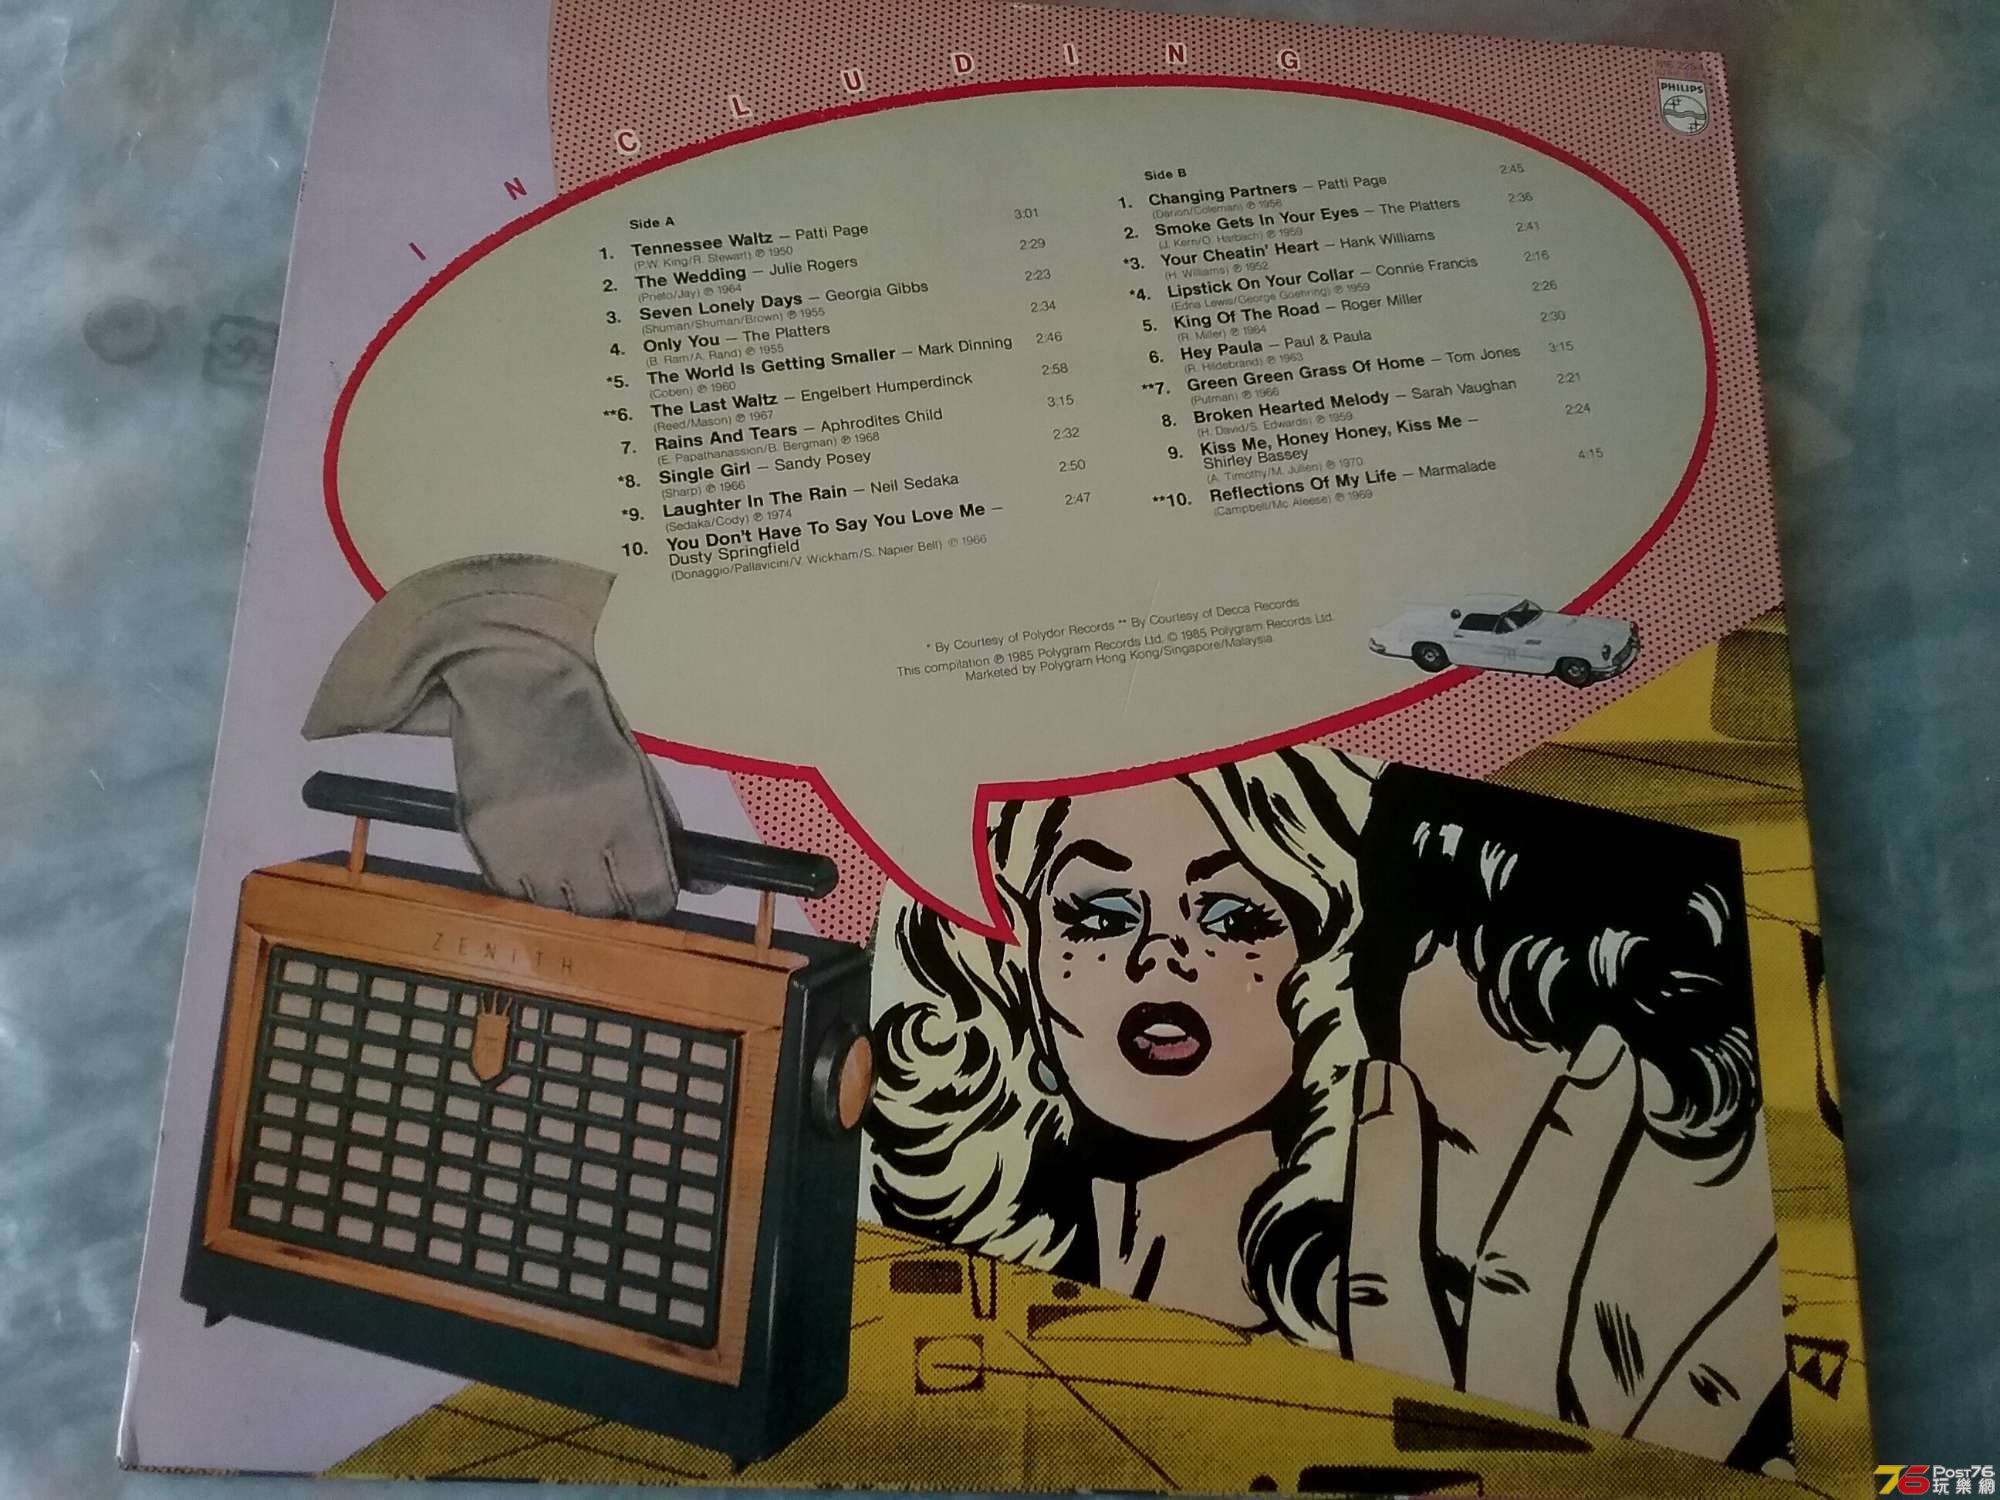 INCLUDING
PHILIPS
Side A
1. Tennessee Waltz – Patti Page 3:01
(P.W. King/R. Stewart) ℗ 1950
2. The Wedding – Julie Rogers 2:29
(Prieto/Jay) ℗ 1964
3. Seven Lonely Days – Georgia Gibbs 2:23
(Shuman/Shuman/Brown) ℗ 1955
4. Only You – The Platters 2:34
(B. Ram/A. Rand) ℗ 1955
*5. The World Is Getting Smaller – Mark Dinning 2:46
(Coben) ℗ 1960
**6. The Last Waltz – Engelbert Humperdinck 2:58
(Reed/Mason) ℗ 1967
7. Rains And Tears – Aphrodites Child 3:15
(E. Papathanassion/B. Bergman) ℗ 1968
*8. Single Girl – Sandy Posey 2:32
(Sharp) ℗ 1966
*9. Laughter In The Rain – Neil Sedaka 2:50
(Sedaka/Cody) ℗ 1974
10. You Don't Have To Say You Love Me – 2:47
Dusty Springfield
(Donaggio/Pallavicini/V. Wickham/S. Napier Bell) ℗ 1966
Side B
1. Changing Partners – Patti Page 2:45
(Darion/Coleman) ℗ 1956
2. Smoke Gets In Your Eyes – The Platters 2:36
(J. Kern/O. Harbach) ℗ 1959
*3. Your Cheatin' Heart – Hank Williams 2:41
(H. Williams) ℗ 1952
*4. Lipstick On Your Collar – Connie Francis 2:16
(Edna Lewis/George Goehring) ℗ 1959
5. King Of The Road – Roger Miller 2:26
(R. Miller) ℗ 1964
6. Hey Paula – Paul & Paula 2:30
(R. Hildebrand) ℗ 1963
**7. Green Green Grass Of Home – Tom Jones 3:15
(Putman) ℗ 1966
8. Broken Hearted Melody – Sarah Vaughan 2:21
(H. David/S. Edwards) ℗ 1959
9. Kiss Me, Honey Honey, Kiss Me – 2:24
Shirley Bassey
(A. Timothy/M. Julien) ℗ 1970
**10. Reflections Of My Life – Marmalade 4:15
(Campbell/Mc. Aleese) ℗ 1969
* By Courtesy of Polydor Records ** By Courtesy of Decca Records
This compilation ℗ 1985 Polygram Records Ltd. © 1985 Polygram Records Ltd.
Marketed by Polygram Hong Kong/Singapore/Malaysia.
ZENITH
76 POST76
玩樂網